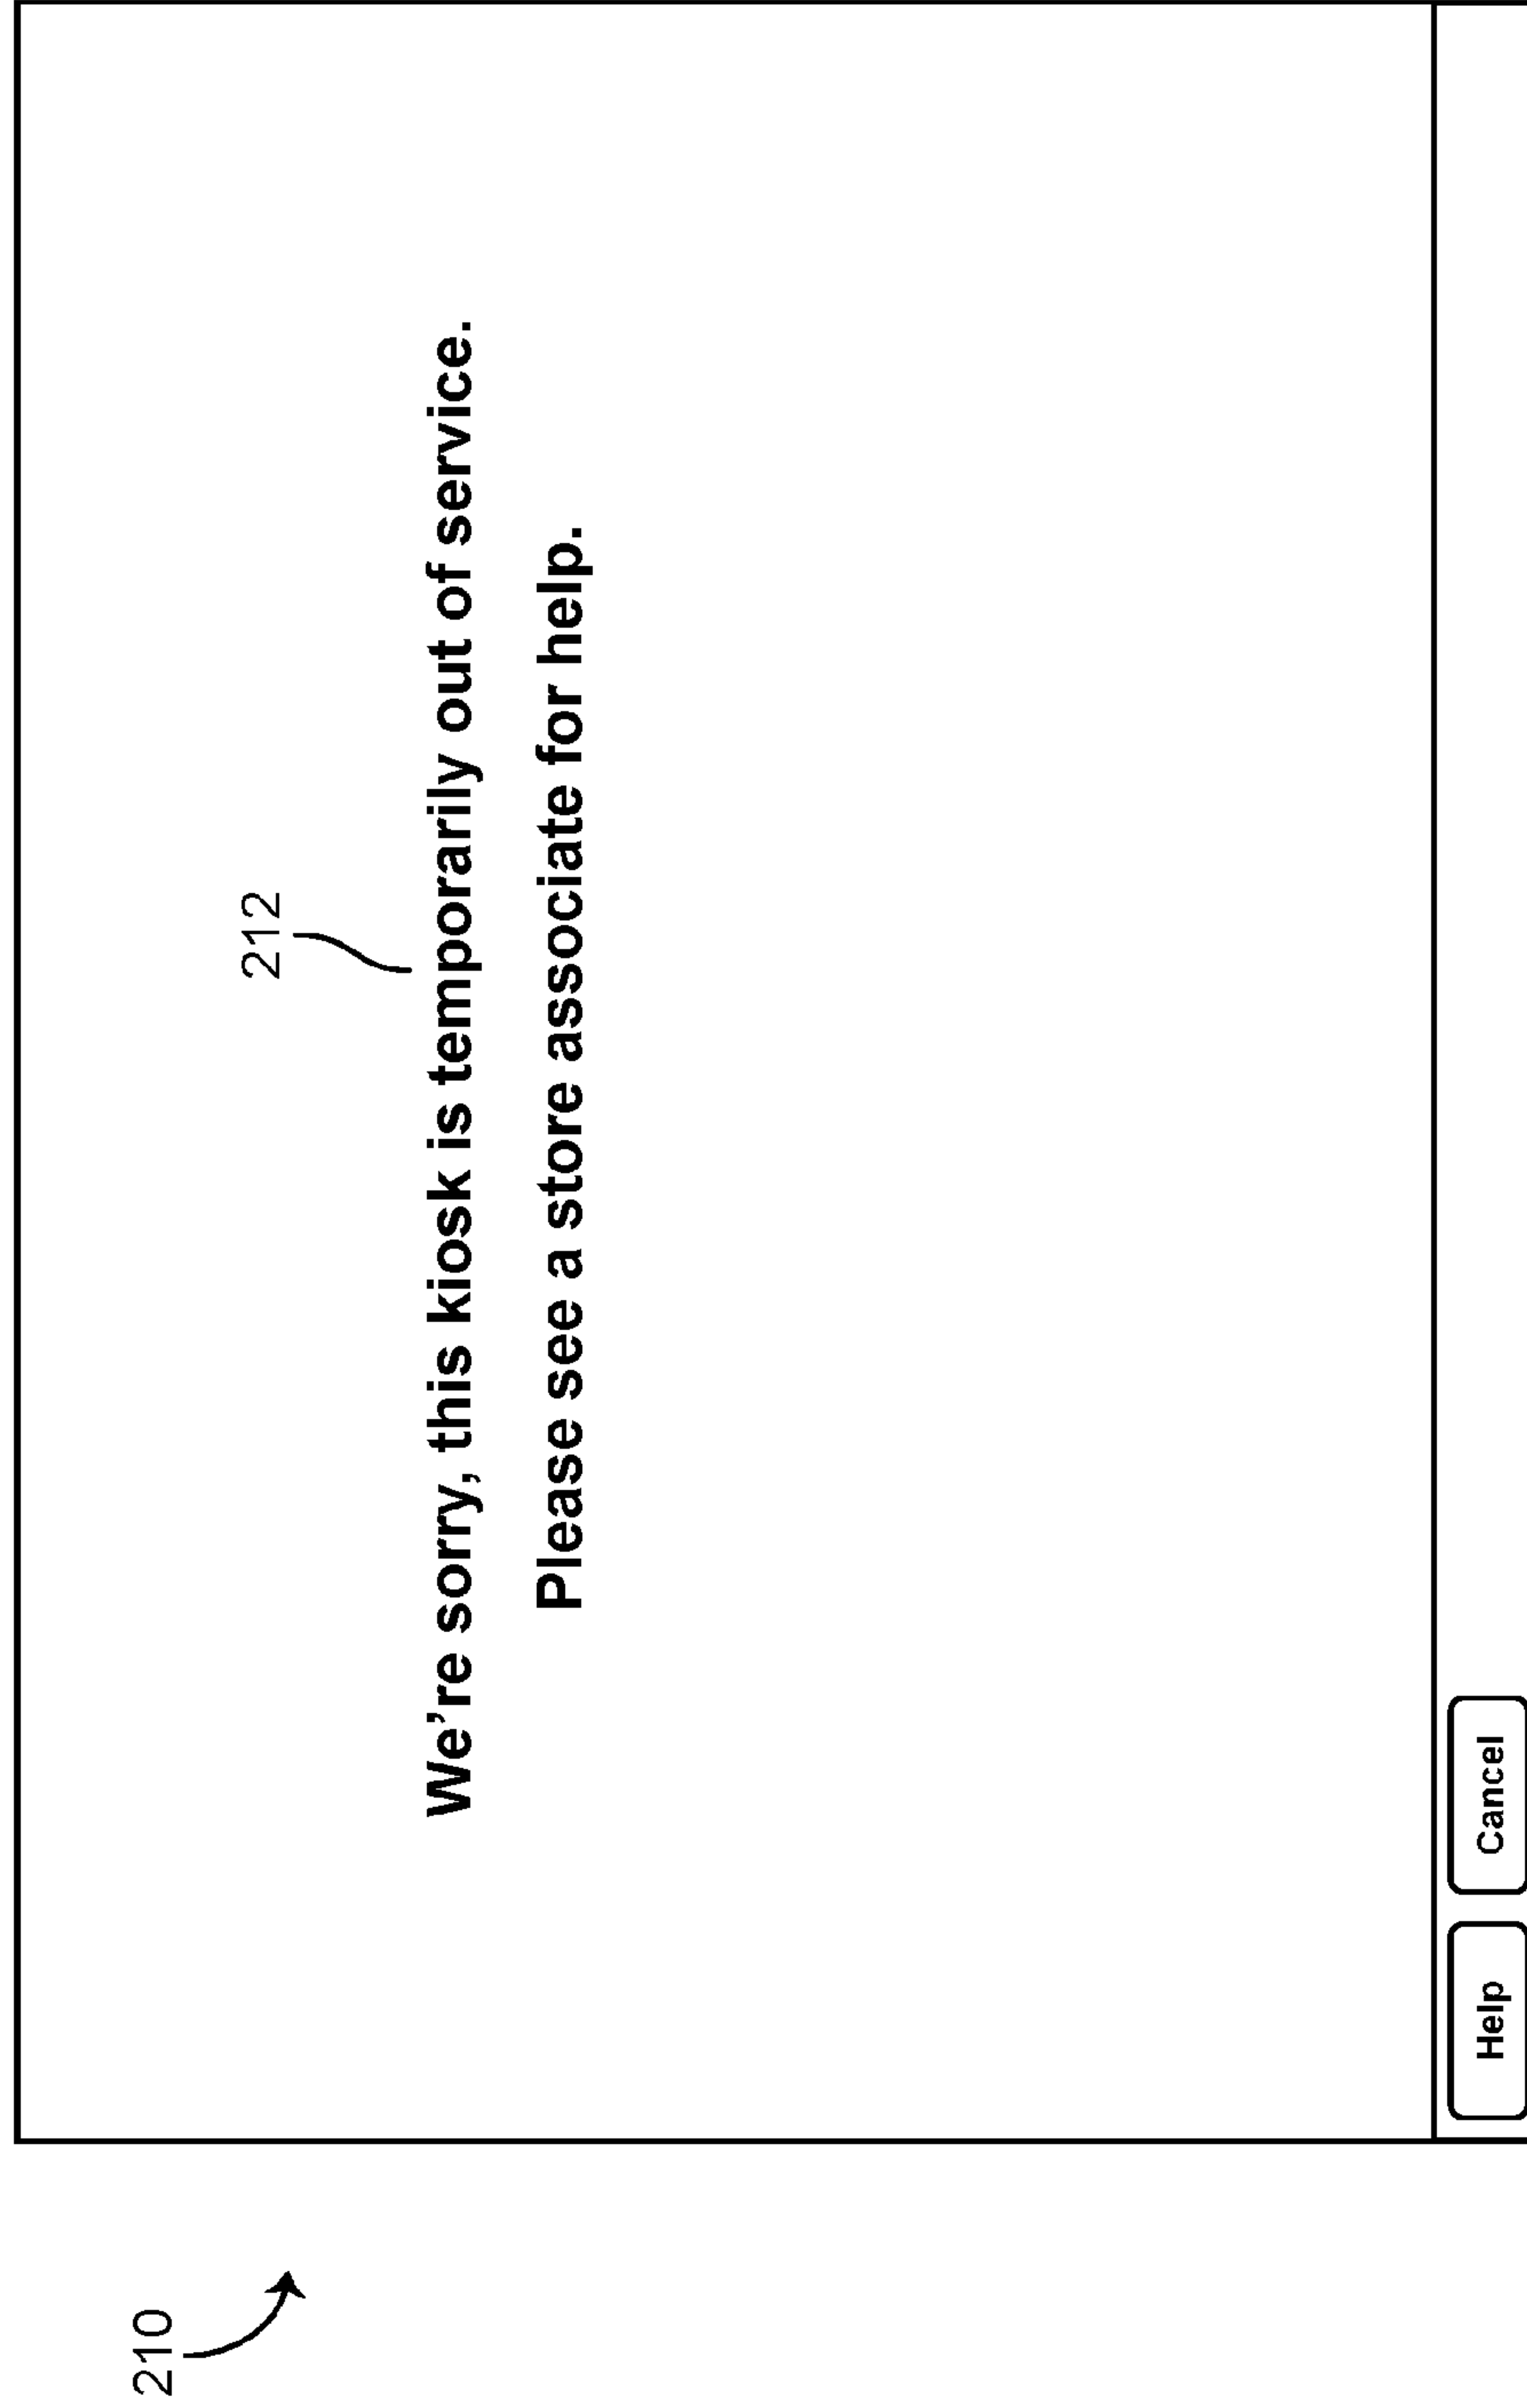 210
212
We're sorry, this kiosk is temporarily out of service.
Please see a store associate for help.
Help
Cancel